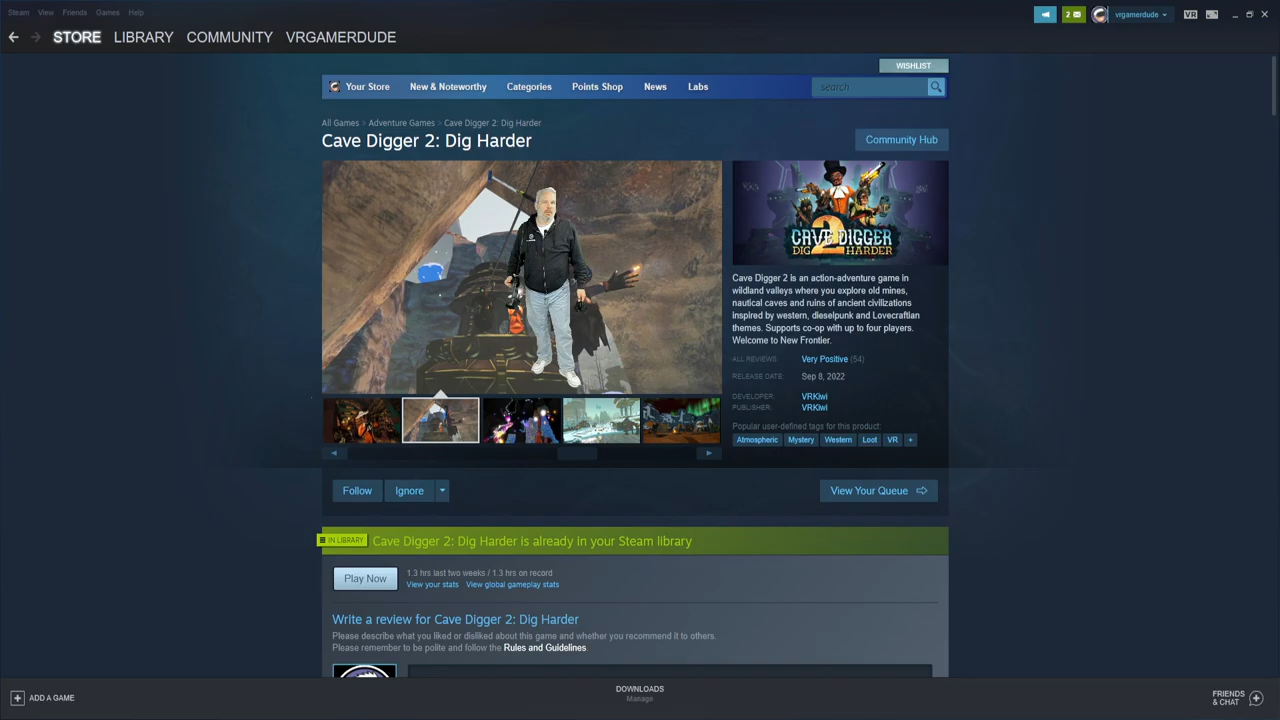 Steam View Friends Games Help
2
vrgamerdude
VR
STORE LIBRARY COMMUNITY VRGAMERDUDE
WISHLIST
Your Store New & Noteworthy Categories Points Shop News Labs
search
All Games > Adventure Games > Cave Digger 2: Dig Harder
Cave Digger 2: Dig Harder
Community Hub
CAVE DIGGER
2
DIG HARDER
Cave Digger 2 is an action-adventure game in
wildland valleys where you explore old mines,
nautical caves and ruins of ancient civilizations
inspired by western, dieselpunk and Lovecraftian
themes. Supports co-op with up to four players.
Welcome to New Frontier.
ALL REVIEWS: Very Positive (54)
RELEASE DATE: Sep 8, 2022
DEVELOPER: VRKiwi
PUBLISHER: VRKiwi
Popular user-defined tags for this product:
Atmospheric Mystery Western Loot VR +
Follow Ignore
View Your Queue
IN LIBRARY Cave Digger 2: Dig Harder is already in your Steam library
Play Now
1.3 hrs last two weeks / 1.3 hrs on record
View your stats View global gameplay stats
Write a review for Cave Digger 2: Dig Harder
Please describe what you liked or disliked about this game and whether you recommend it to others.
Please remember to be polite and follow the Rules and Guidelines.
ADD A GAME
DOWNLOADS
Manage
FRIENDS
& CHAT